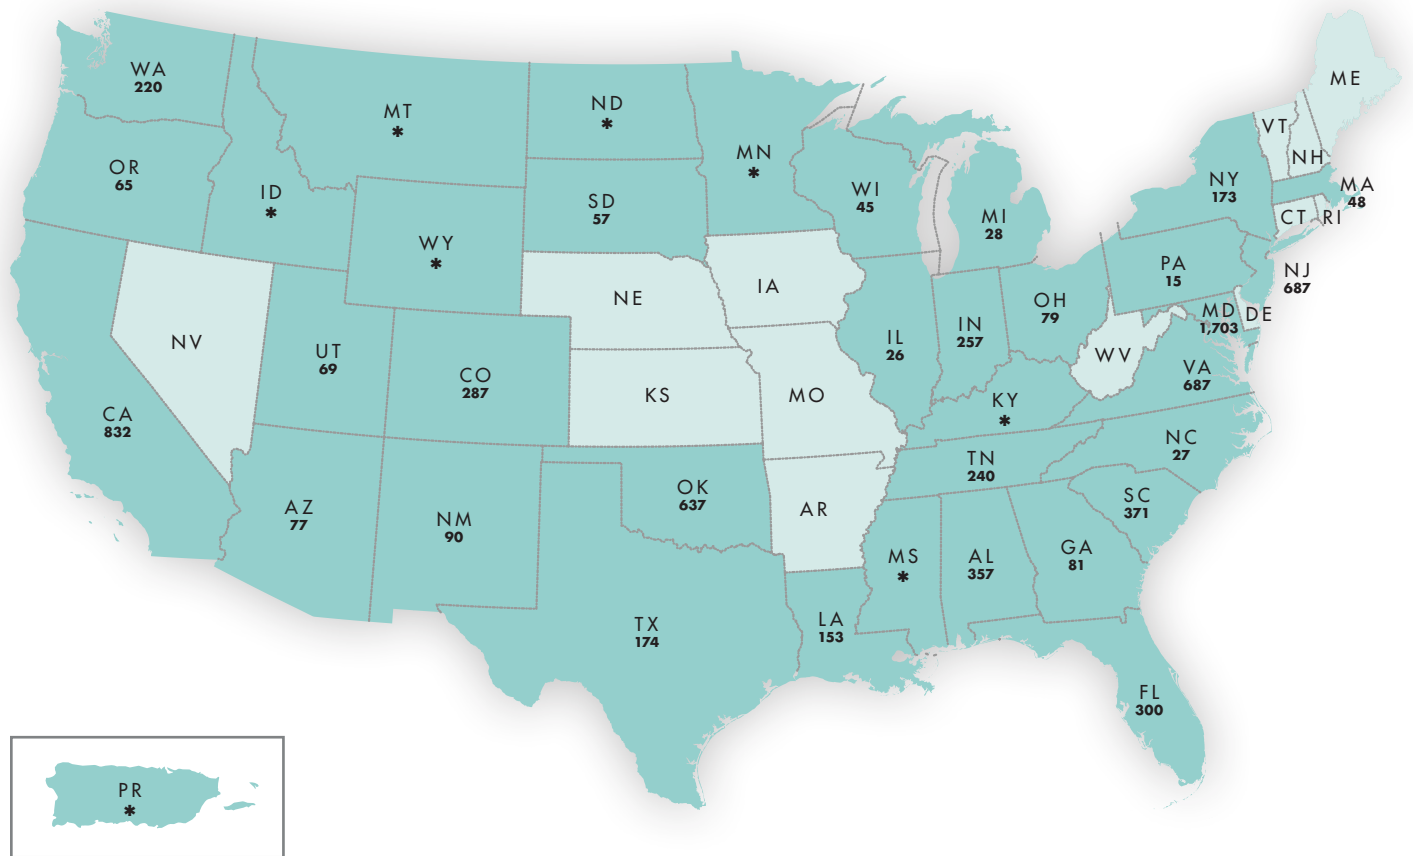 WA
220
MT
*
ND
*
MN
*
OR
65
ID
*
SD
57
WI
45
MI
28
NY
173
VT
NH
ME
MA
48
CT
RI
WY
*
NE
IA
PA
15
NJ
687
NV
UT
69
CO
287
KS
MO
IL
26
IN
257
OH
79
WV
MD
1,703
DE
VA
687
CA
832
KY
*
NC
27
TN
240
AZ
77
NM
90
OK
637
AR
SC
371
MS
*
AL
357
GA
81
TX
174
LA
153
FL
300
PR
*